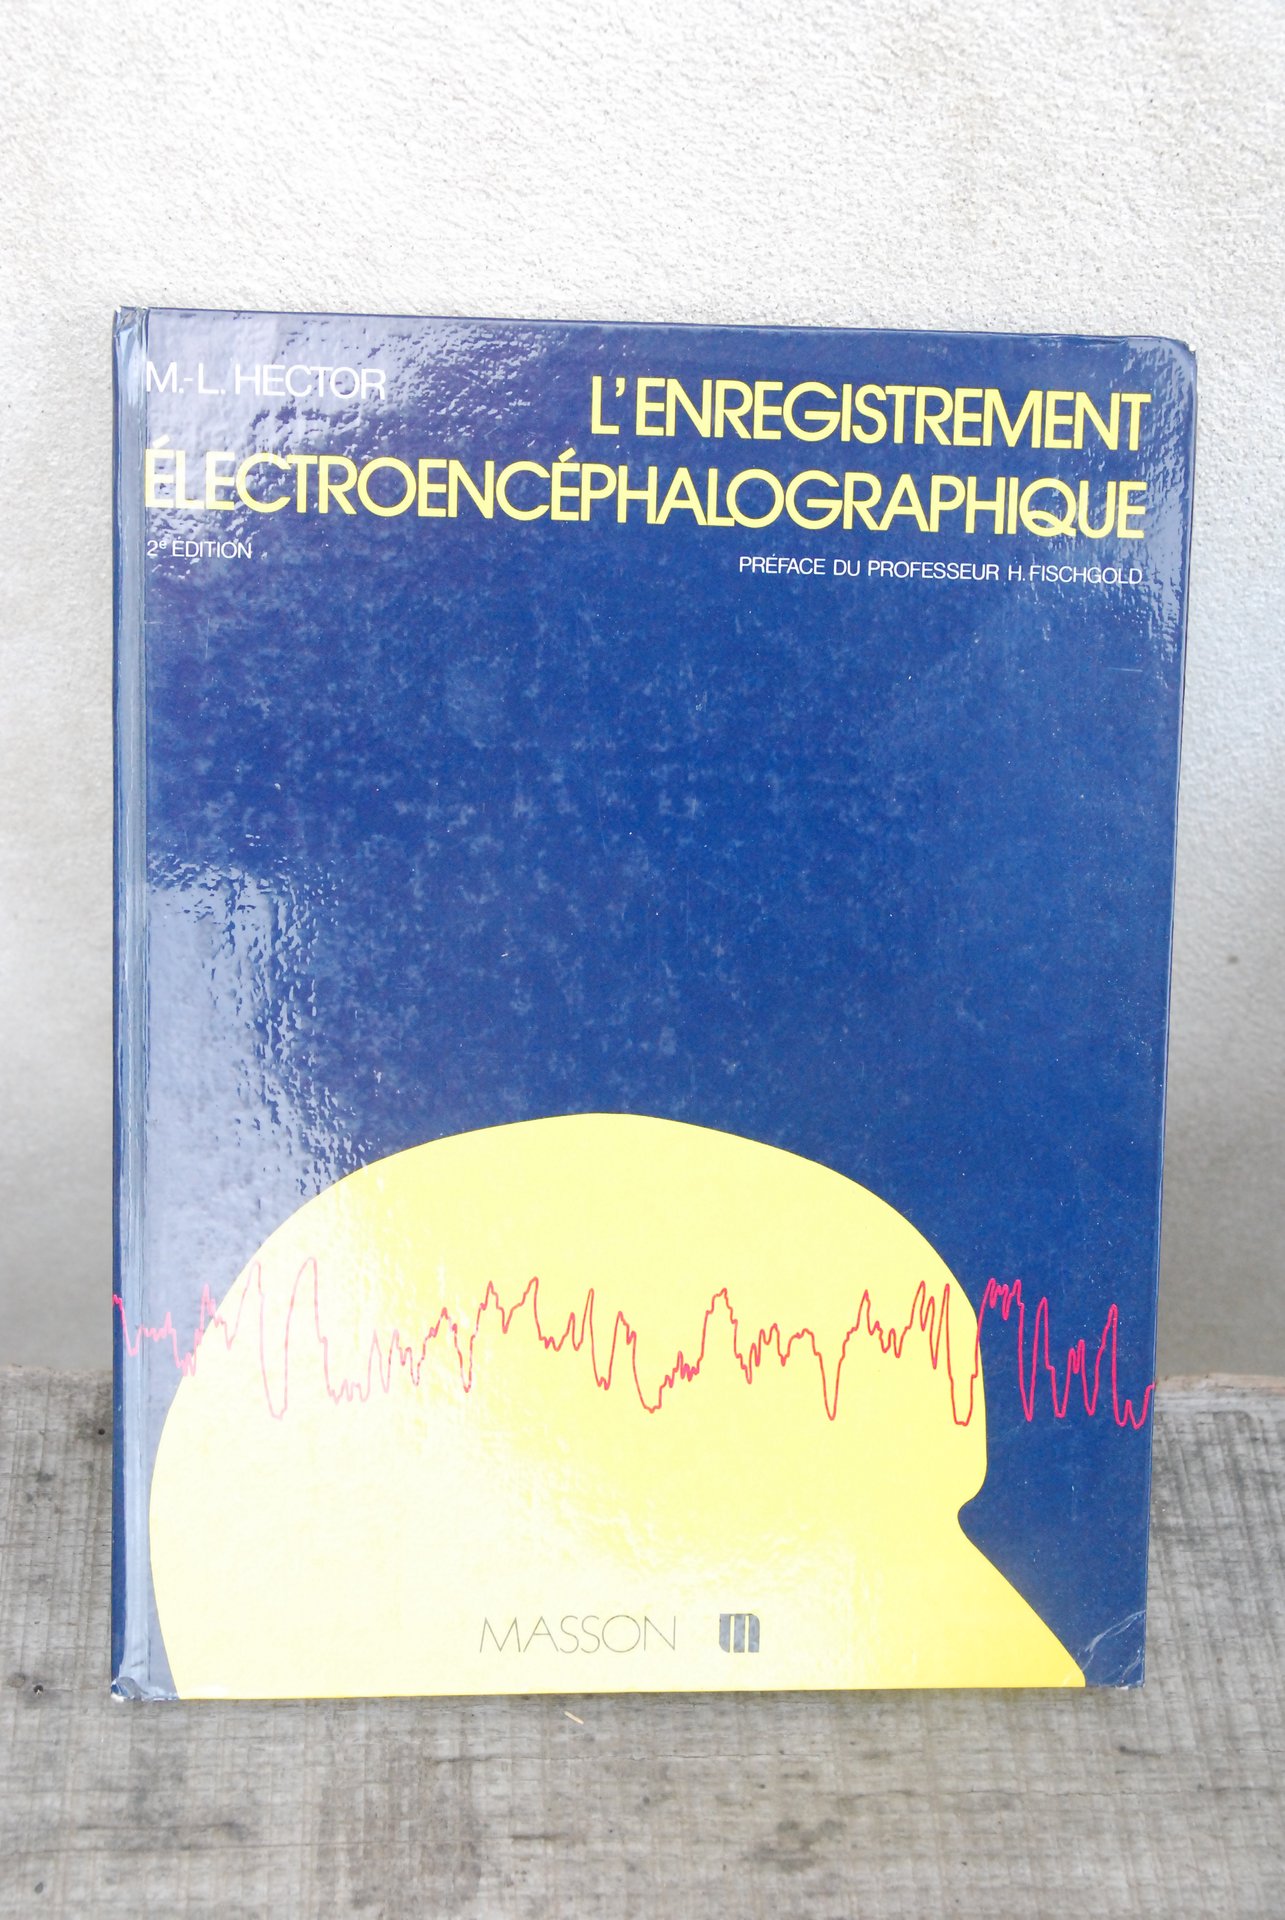 M.-L. HECTOR
L'ENREGISTREMENT
ÉLECTROENCÉPHALOGRAPHIQUE
2e ÉDITION
PRÉFACE DU PROFESSEUR H. FISCHGOLD
MASSON m